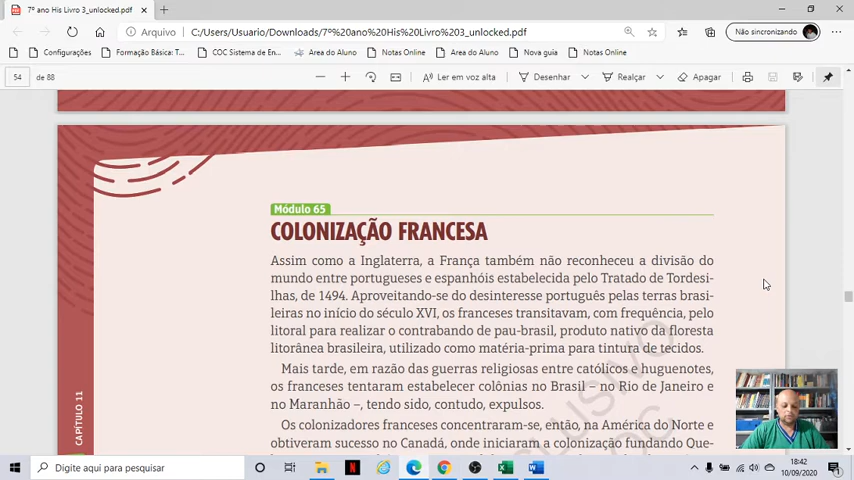 7º ano His Livro 3_unlocked.pdf
Arquivo
C:/Users/Usuario/Downloads/7º%20ano%20His%20Livro%203_unlocked.pdf
Não sincronizando
Configurações
Formação Básica: T...
COC Sistema de En...
Area do Aluno
Notas Online
Area do Aluno
Nova guia
Notas Online
54
de 88
Ler em voz alta
Desenhar
Realçar
Apagar
Módulo 65
COLONIZAÇÃO FRANCESA
Assim como a Inglaterra, a França também não reconheceu a divisão do
mundo entre portugueses e espanhóis estabelecida pelo Tratado de Tordesi-
lhas, de 1494. Aproveitando-se do desinteresse português pelas terras brasi-
leiras no início do século XVI, os franceses transitavam, com frequência, pelo
litoral para realizar o contrabando de pau-brasil, produto nativo da floresta
litorânea brasileira, utilizado como matéria-prima para tintura de tecidos.
Mais tarde, em razão das guerras religiosas entre católicos e huguenotes,
os franceses tentaram estabelecer colônias no Brasil – no Rio de Janeiro e
no Maranhão –, tendo sido, contudo, expulsos.
Os colonizadores franceses concentraram-se, então, na América do Norte e
obtiveram sucesso no Canadá, onde iniciaram a colonização fundando Que-
CAPÍTULO 11
Digite aqui para pesquisar
18:42
10/09/2020